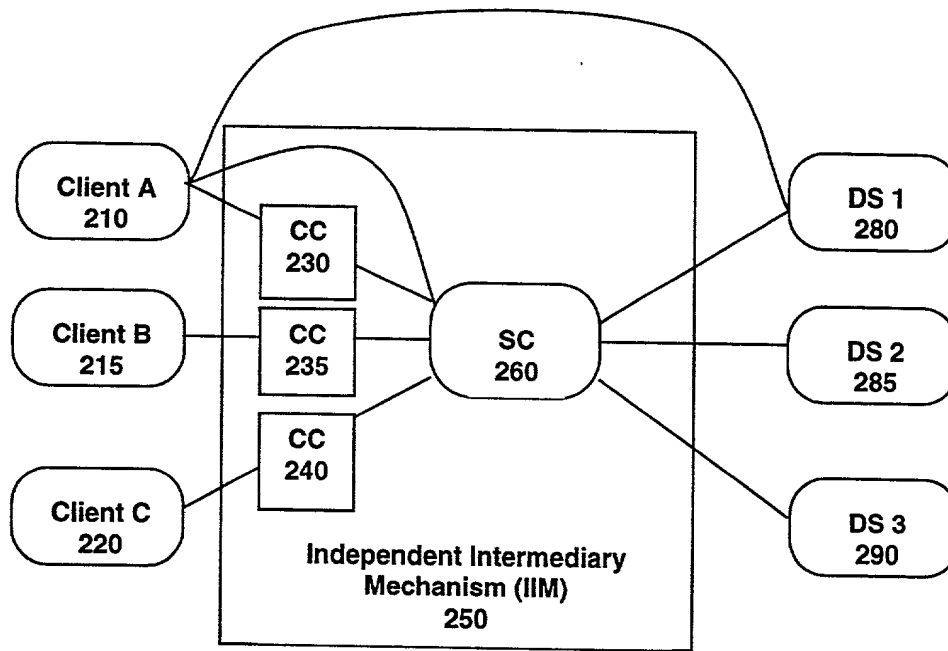 Client A
210
CC
230
DS 1
280
Client B
215
CC
235
SC
260
DS 2
285
CC
240
Client C
220
DS 3
290
Independent Intermediary
Mechanism (IIM)
250